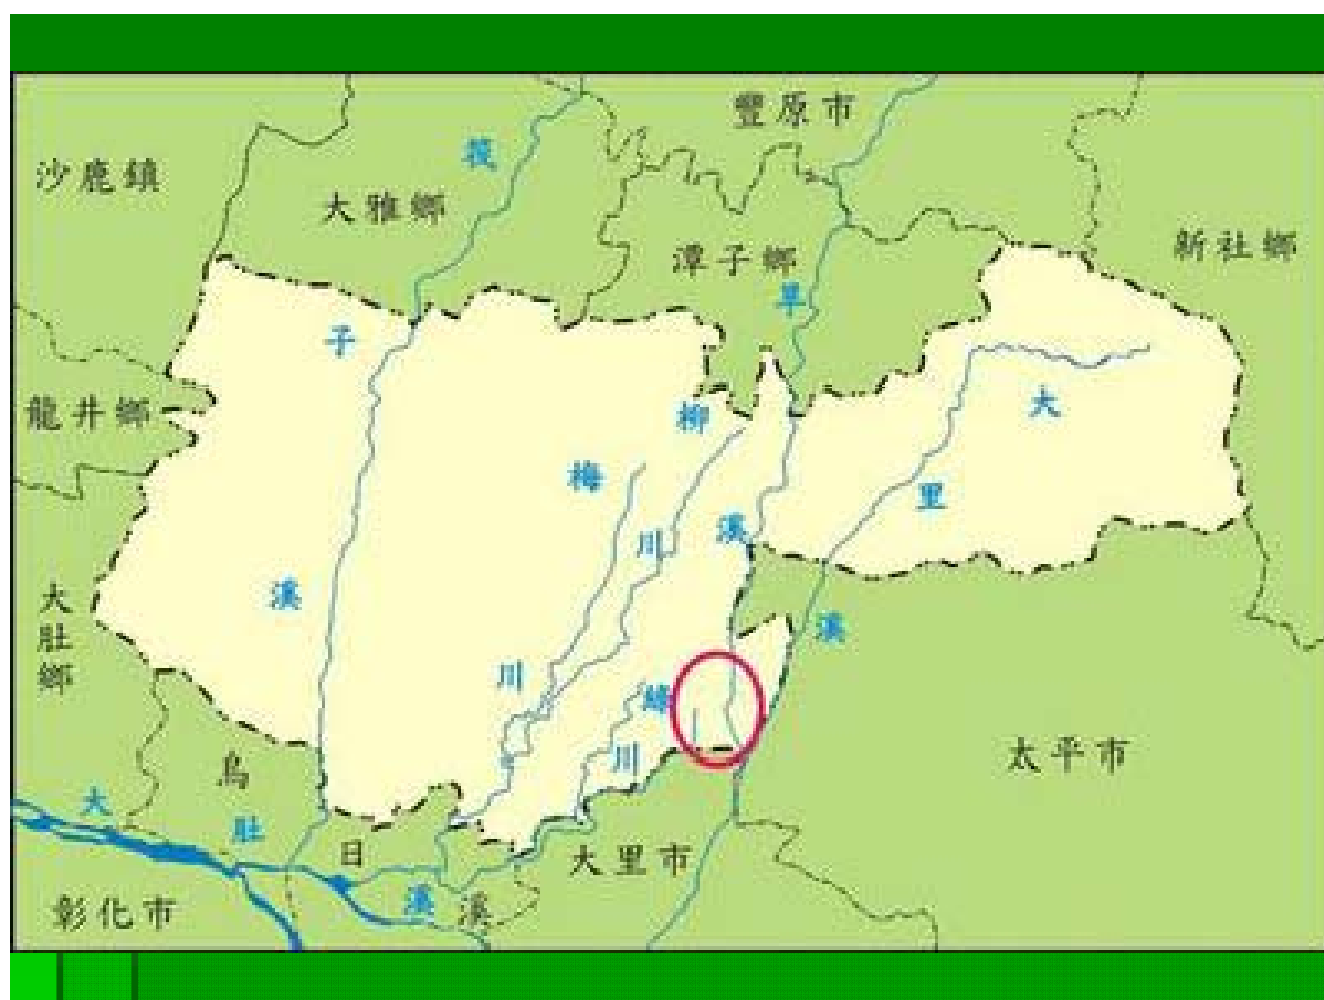 豐原市
筏子溪
沙鹿鎮
大雅鄉
新社鄉
潭子鄉
旱溪
龍井鄉
大里溪
柳川
梅川
大肚鄉
綠川
太平市
烏日溪
大肚溪
大里市
彰化市